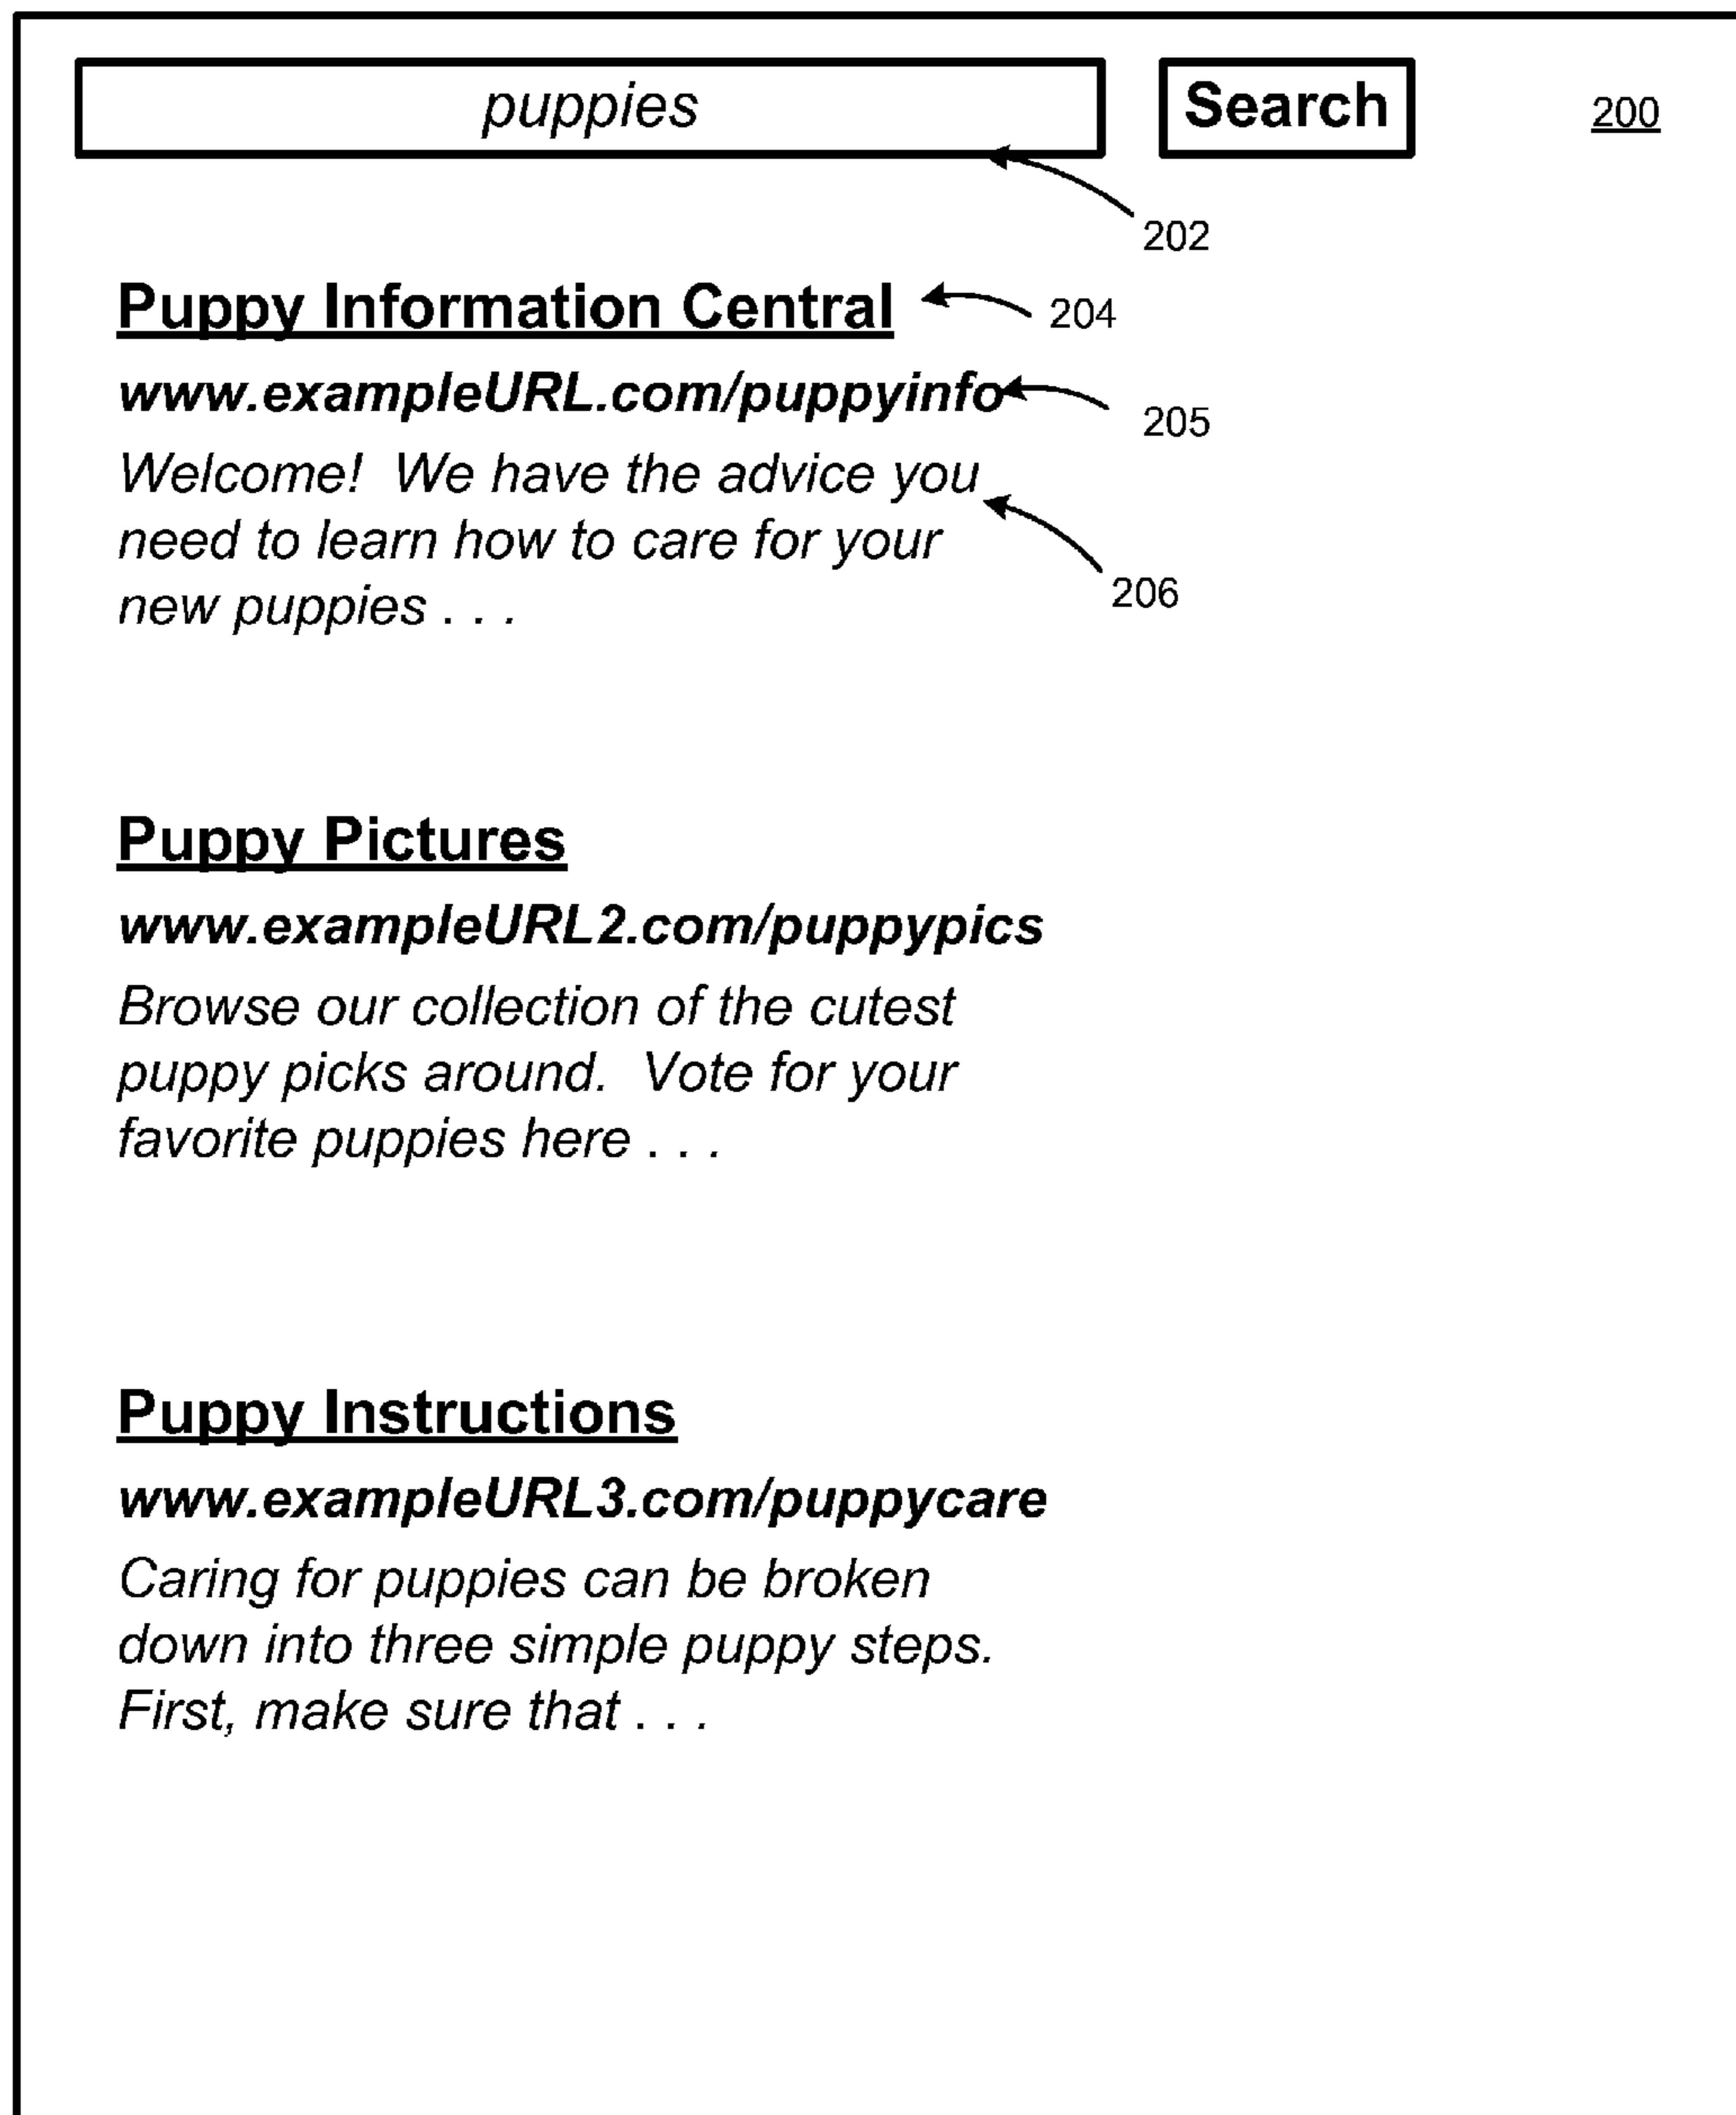 puppies Search 200
202
Puppy Information Central 204
www.exampleURL.com/puppyinfo 205
Welcome! We have the advice you
need to learn how to care for your
206
new puppies . . .
Puppy Pictures
www.exampleURL2.com/puppypics
Browse our collection of the cutest
puppy picks around. Vote for your
favorite puppies here . . .
Puppy Instructions
www.exampleURL3.com/puppycare
Caring for puppies can be broken
down into three simple puppy steps.
First, make sure that . . .